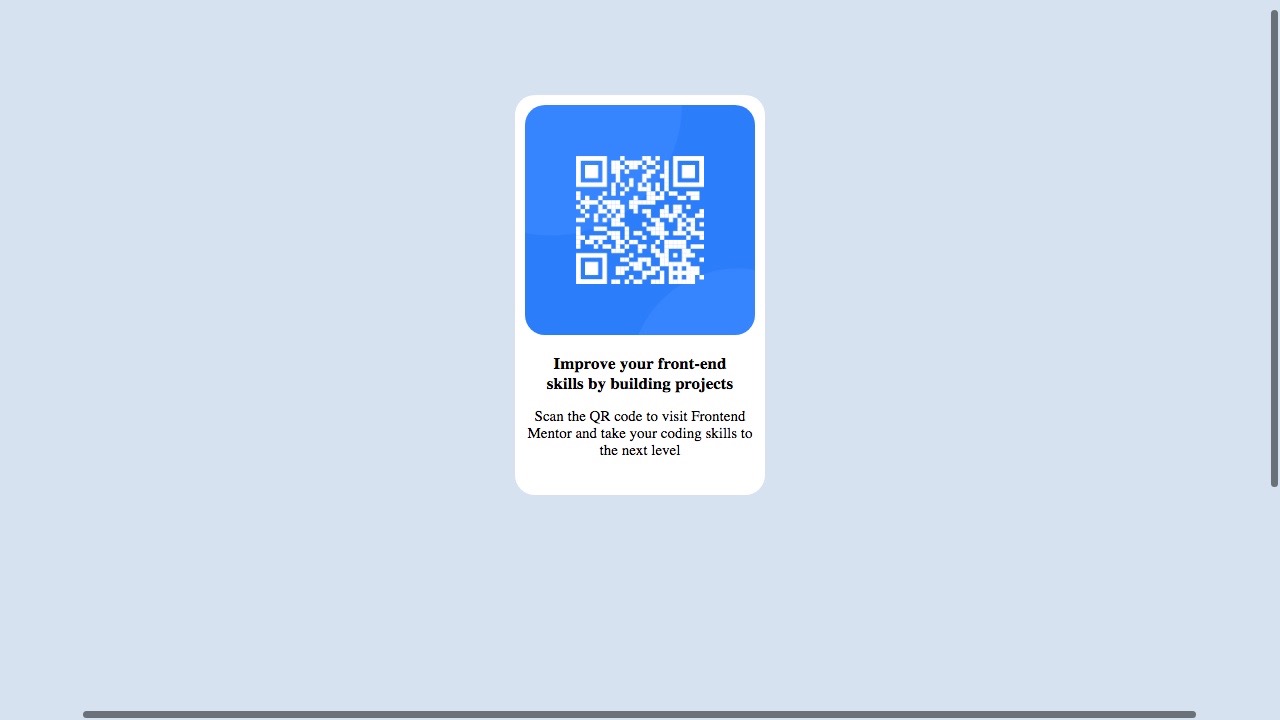 Improve your front-end
skills by building projects
Scan the QR code to visit Frontend
Mentor and take your coding skills to
the next level